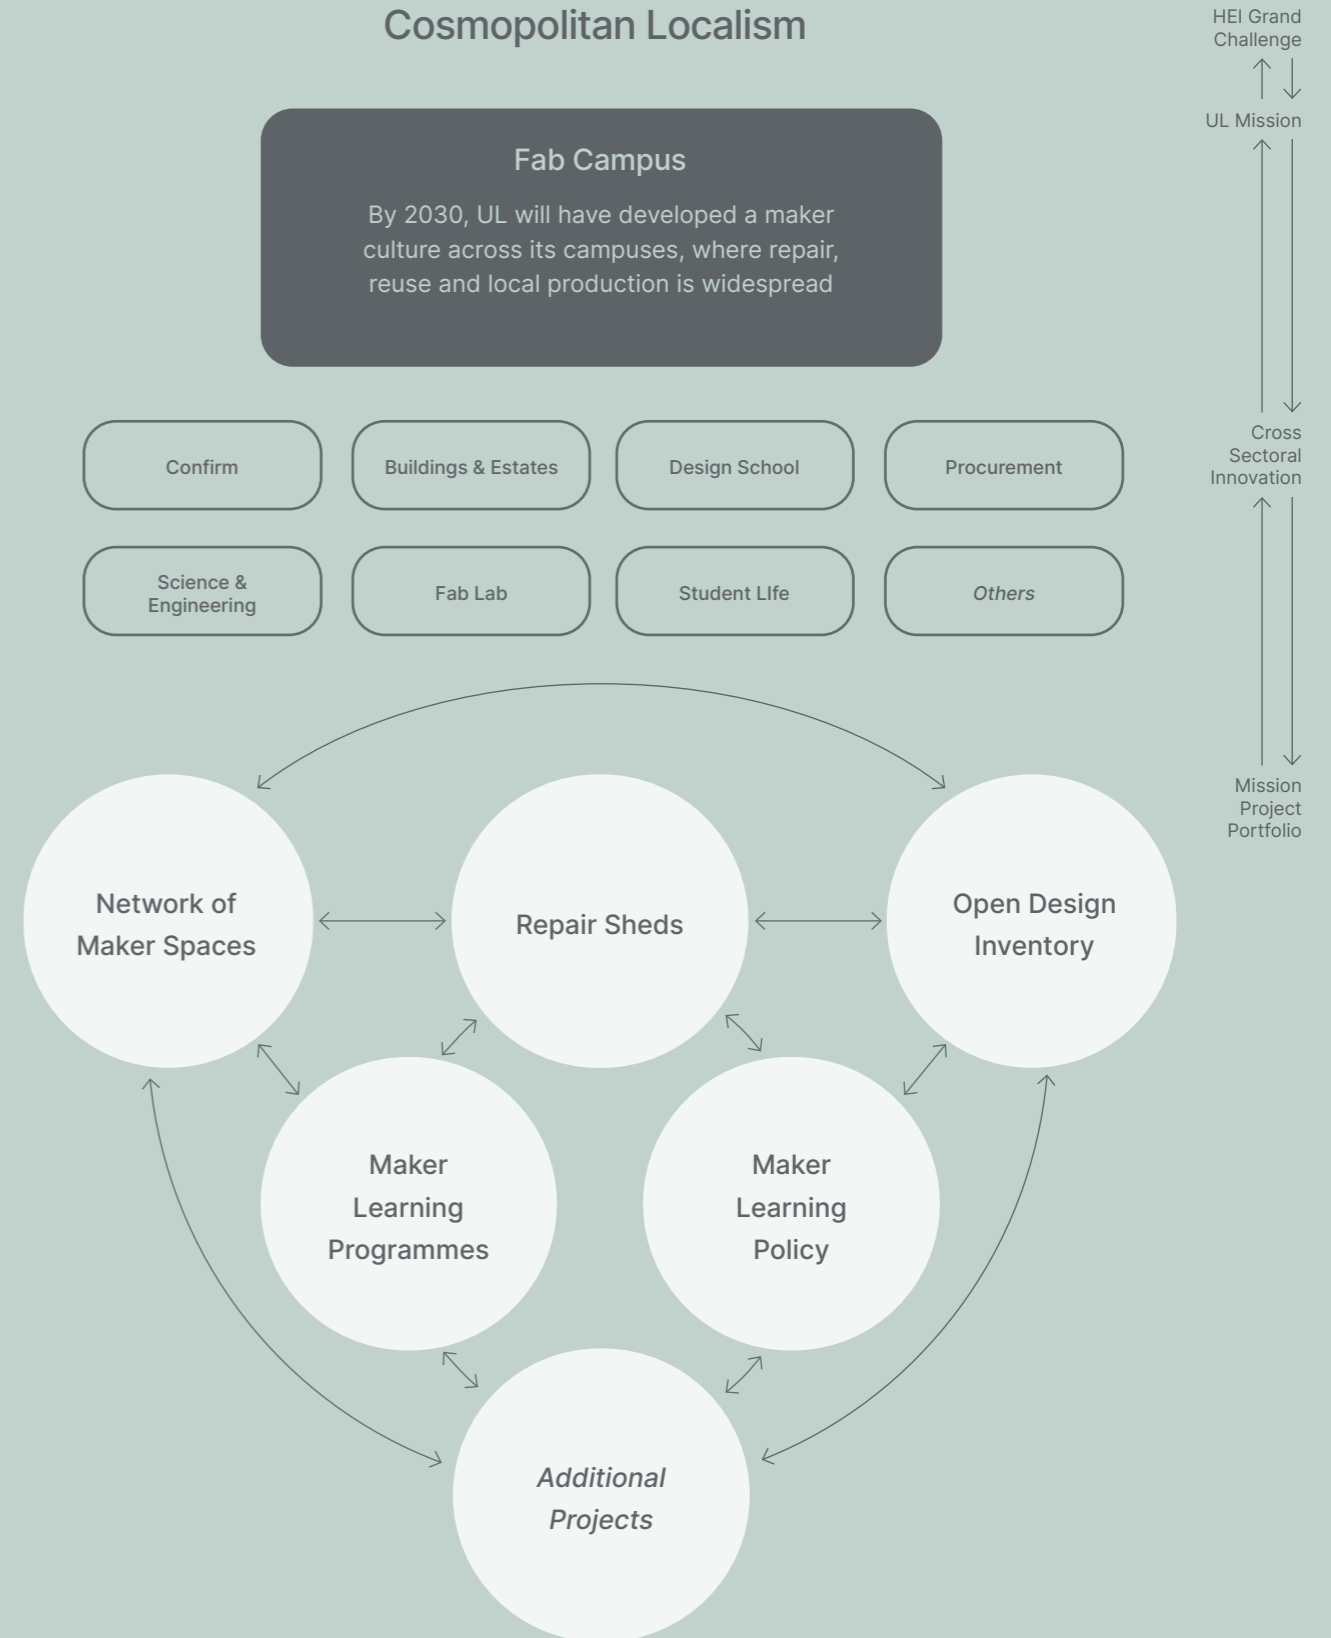 Cosmopolitan Localism
HEI Grand
Challenge
UL Mission
Fab Campus
By 2030, UL will have developed a maker
culture across its campuses, where repair,
reuse and local production is widespread
Cross
Sectoral
Innovation
Confirm
Buildings & Estates
Design School
Procurement
Science &
Engineering
Fab Lab
Student LIfe
Others
Mission
Project
Portfolio
Network of
Maker Spaces
Repair Sheds
Open Design
Inventory
Maker
Learning
Programmes
Maker
Learning
Policy
Additional
Projects